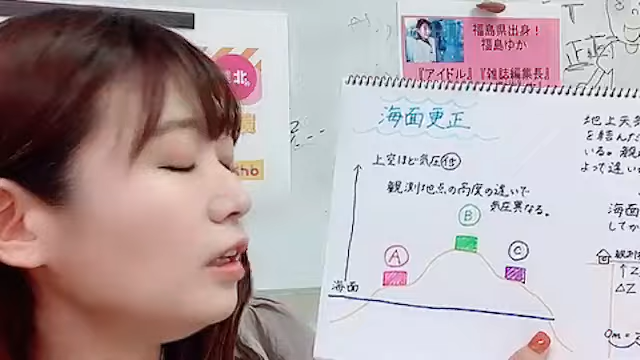 福島県出身!
福島ゆか
『アイドル』『雑誌編集長』
北
海面更正
上空ほど気圧㊀
観測地点の高度の違いで
気圧異なる。
A
B
C
海面
地上天気
を結んだ
いる。観
よって違い
海面
してか
観測
↑Z
ΔZ